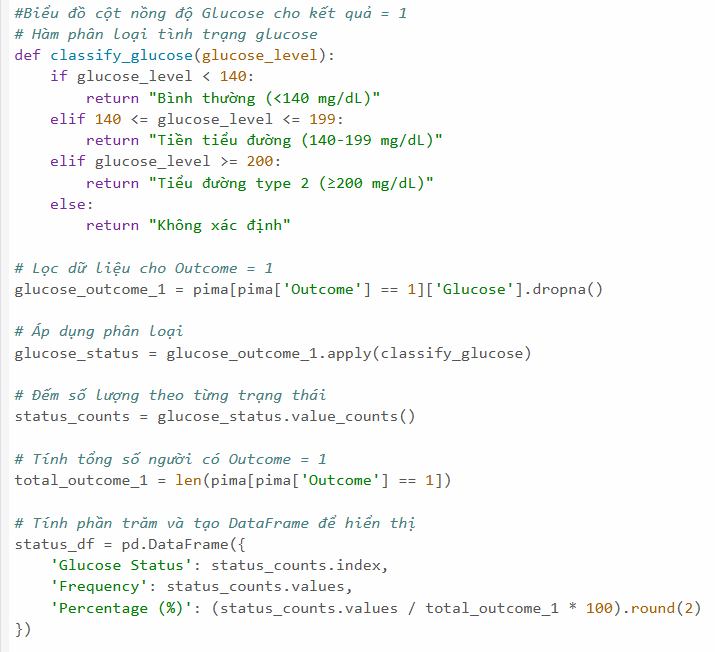 #Biểu đồ cột nồng độ Glucose cho kết quả = 1
# Hàm phân loại tình trạng glucose
def classify_glucose(glucose_level):
    if glucose_level < 140:
        return "Bình thường (<140 mg/dL)"
    elif 140 <= glucose_level <= 199:
        return "Tiền tiểu đường (140-199 mg/dL)"
    elif glucose_level >= 200:
        return "Tiểu đường type 2 (≥200 mg/dL)"
    else:
        return "Không xác định"

# Lọc dữ liệu cho Outcome = 1
glucose_outcome_1 = pima[pima['Outcome'] == 1]['Glucose'].dropna()

# Áp dụng phân loại
glucose_status = glucose_outcome_1.apply(classify_glucose)

# Đếm số lượng theo từng trạng thái
status_counts = glucose_status.value_counts()

# Tính tổng số người có Outcome = 1
total_outcome_1 = len(pima[pima['Outcome'] == 1])

# Tính phần trăm và tạo DataFrame để hiển thị
status_df = pd.DataFrame({
    'Glucose Status': status_counts.index,
    'Frequency': status_counts.values,
    'Percentage (%)': (status_counts.values / total_outcome_1 * 100).round(2)
})